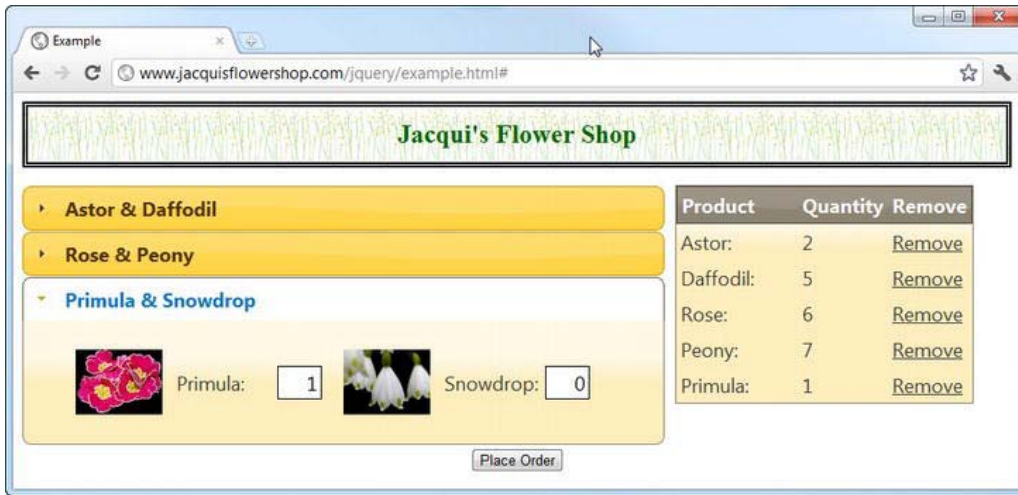 Example
www.jacquisflowershop.com/jquery/example.html#
Jacqui's Flower Shop
Astor & Daffodil
Rose & Peony
Primula & Snowdrop
Primula: 1 Snowdrop: 0
Place Order
Product Quantity Remove
Astor: 2 Remove
Daffodil: 5 Remove
Rose: 6 Remove
Peony: 7 Remove
Primula: 1 Remove